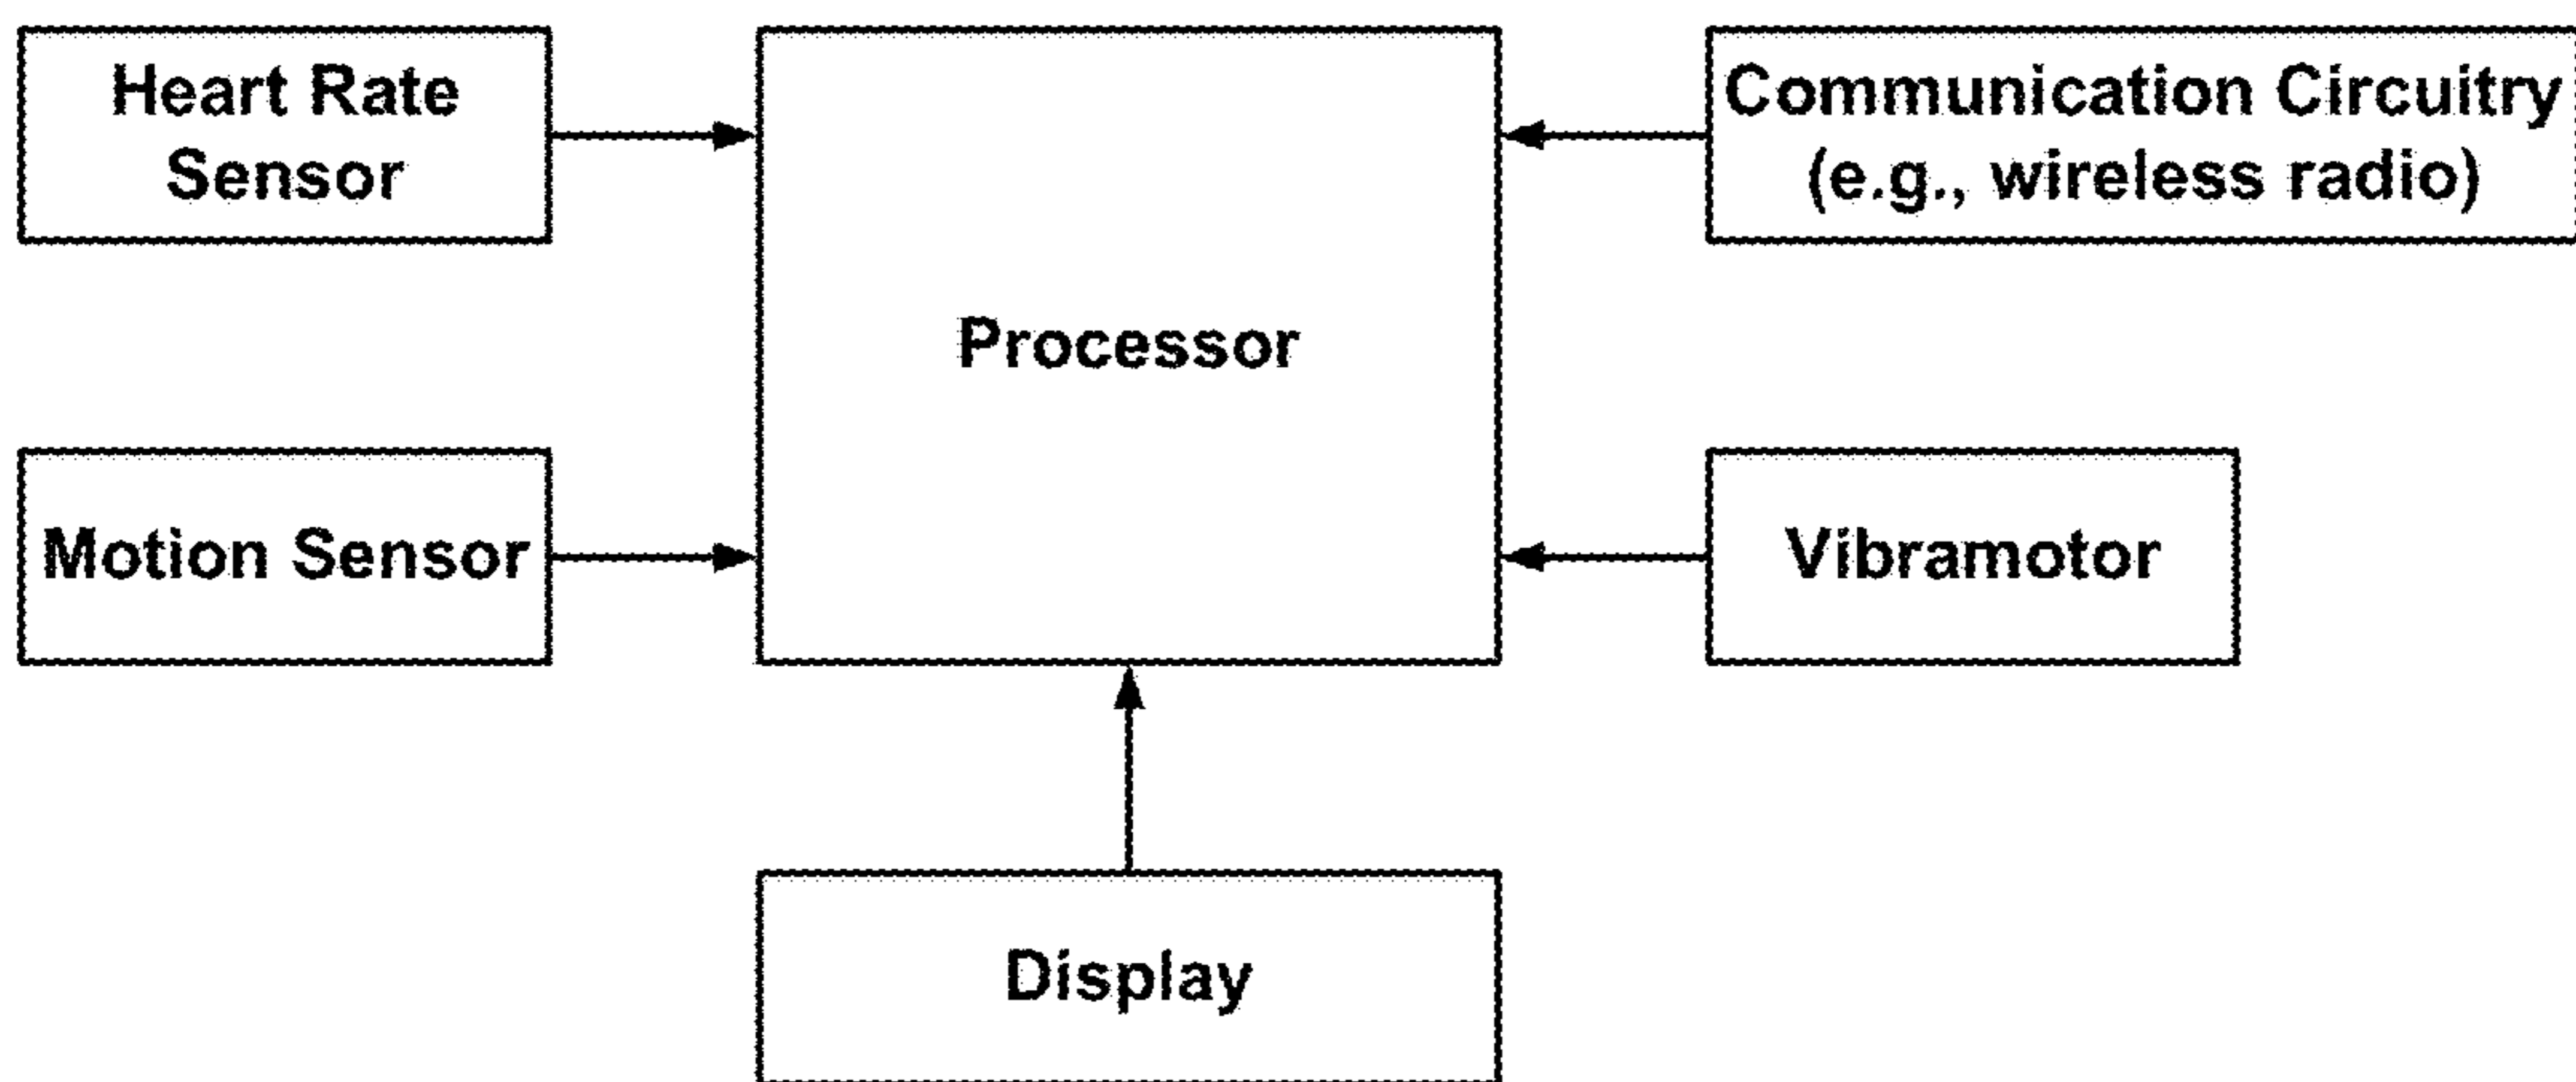 Heart Rate
Sensor
Processor
Communication Circuitry
(e.g., wireless radio)
Motion Sensor
Vibramotor
Display